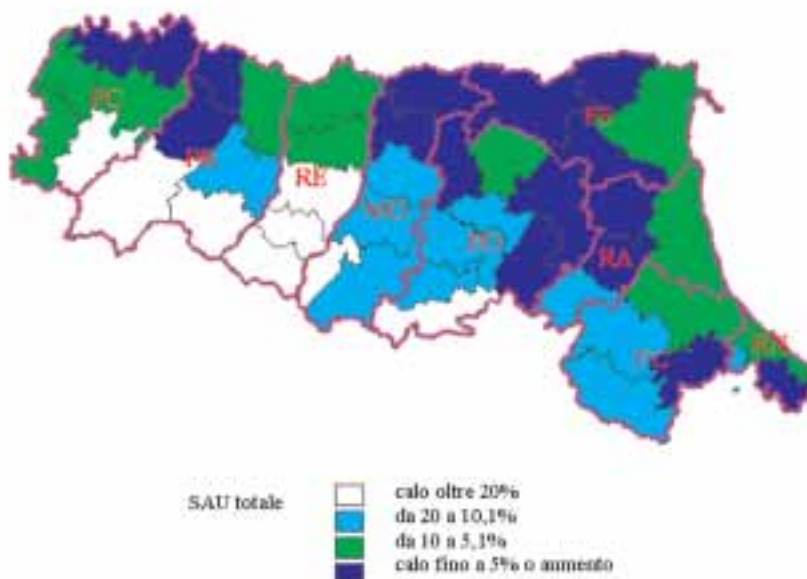 PC
FE
PR
RE
MO
BO
RA
RN
SAU totale
calo oltre 20%
da 20 a 10,1%
da 10 a 5,1%
calo fino a 5% o aumento